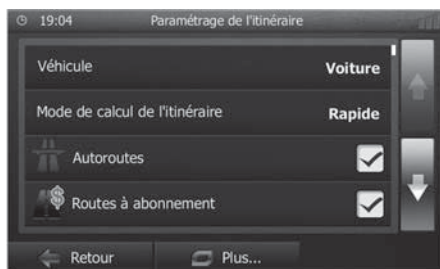 19:04 Paramétrage de l'itinéraire
Véhicule Voiture
Mode de calcul de l'itinéraire Rapide
Autoroutes
Routes à abonnement
Retour Plus...